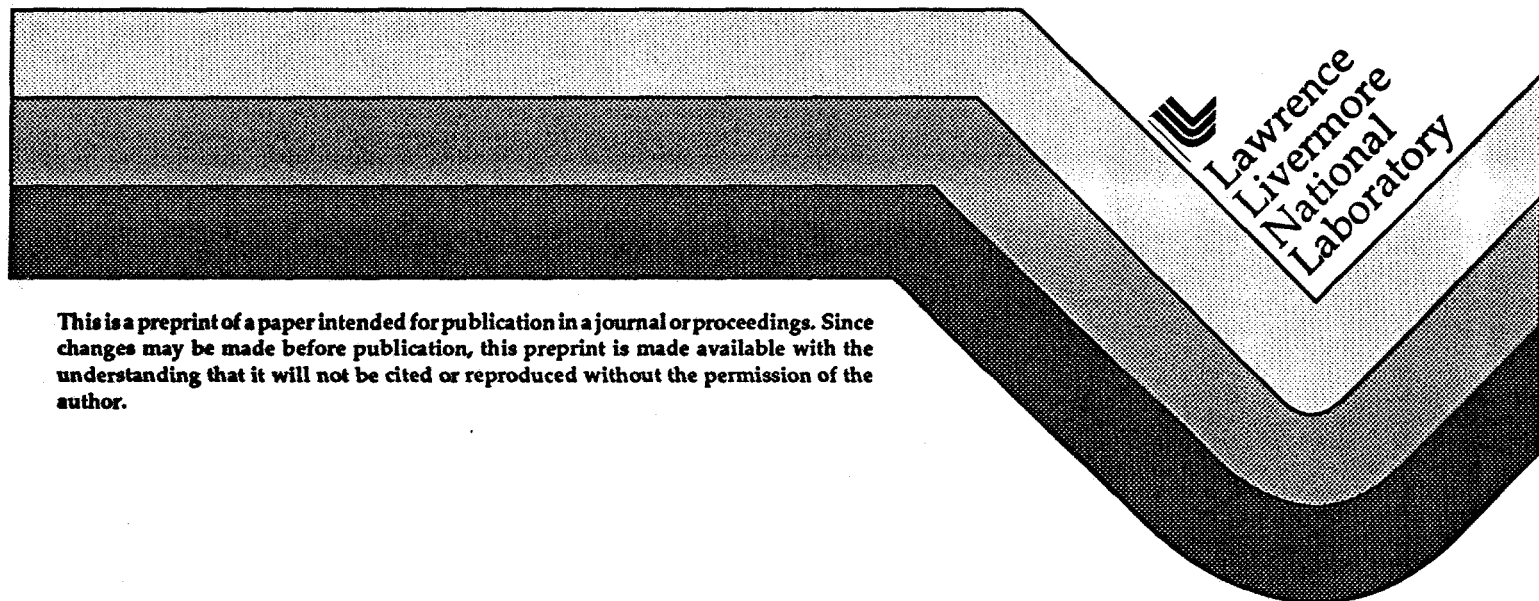 Lawrence
Livermore
National
Laboratory
This is a preprint of a paper intended for publication in a journal or proceedings. Since
changes may be made before publication, this preprint is made available with the
understanding that it will not be cited or reproduced without the permission of the
author.